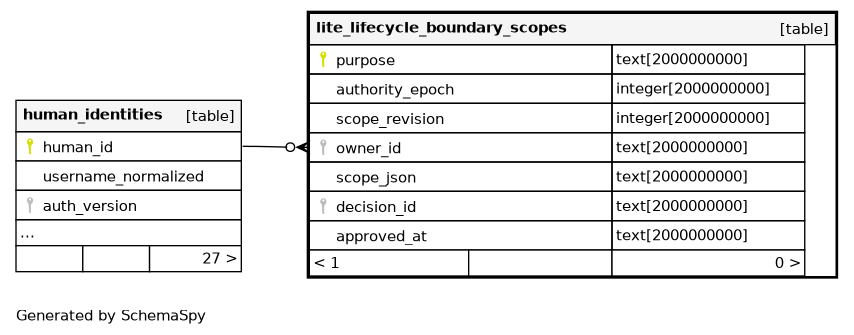 lite_lifecycle_boundary_scopes [table]
purpose text[2000000000]
authority_epoch integer[2000000000]
scope_revision integer[2000000000]
owner_id text[2000000000]
scope_json text[2000000000]
decision_id text[2000000000]
approved_at text[2000000000]
< 1 0 >
human_identities [table]
human_id
username_normalized
auth_version
...
27 >
Generated by SchemaSpy